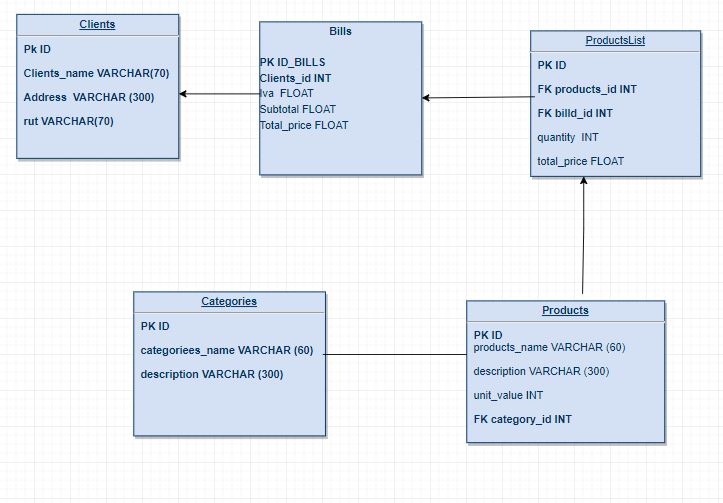 Clients
Pk ID
Clients_name VARCHAR(70)
Address VARCHAR (300)
rut VARCHAR(70)
Bills
PK ID_BILLS
Clients_id INT
Iva FLOAT
Subtotal FLOAT
Total_price FLOAT
ProductsList
PK ID
FK products_id INT
FK billd_id INT
quantity INT
total_price FLOAT
Categories
PK ID
categoriees_name VARCHAR (60)
description VARCHAR (300)
Products
PK ID
products_name VARCHAR (60)
description VARCHAR (300)
unit_value INT
FK category_id INT